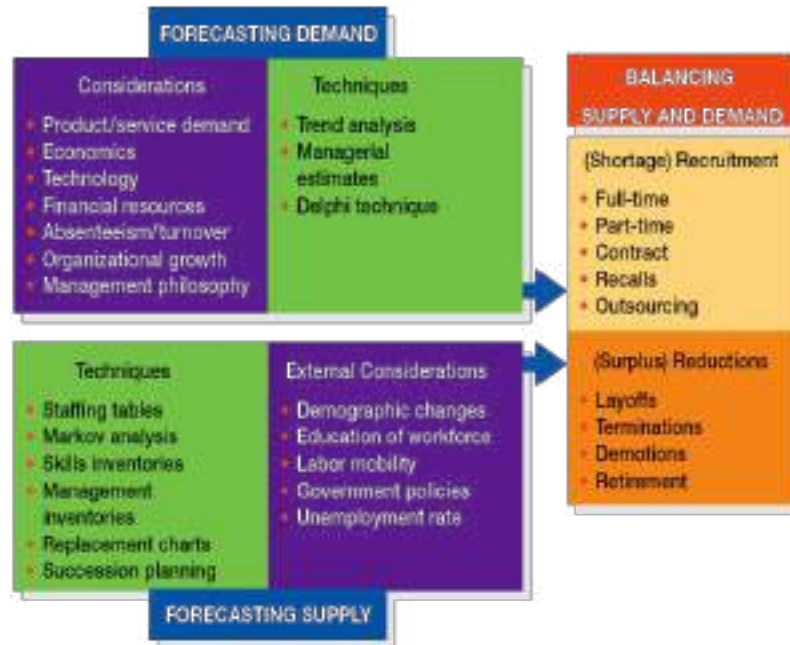 FORECASTING DEMAND
Considerations
• Product/service demand
• Economics
• Technology
• Financial resources
• Absenteeism/turnover
• Organizational growth
• Management philosophy
Techniques
• Trend analysis
• Managerial
estimates
• Delphi technique
Techniques
• Staffing tables
• Markov analysis
• Skills inventories
• Management
inventories
• Replacement charts
• Succession planning
External Considerations
• Demographic changes
• Education of workforce
• Labor mobility
• Government policies
• Unemployment rate
FORECASTING SUPPLY
BALANCING
SUPPLY AND DEMAND
(Shortage) Recruitment
• Full-time
• Part-time
• Contract
• Recalls
• Outsourcing
(Surplus) Reductions
• Layoffs
• Terminations
• Demotions
• Retirement